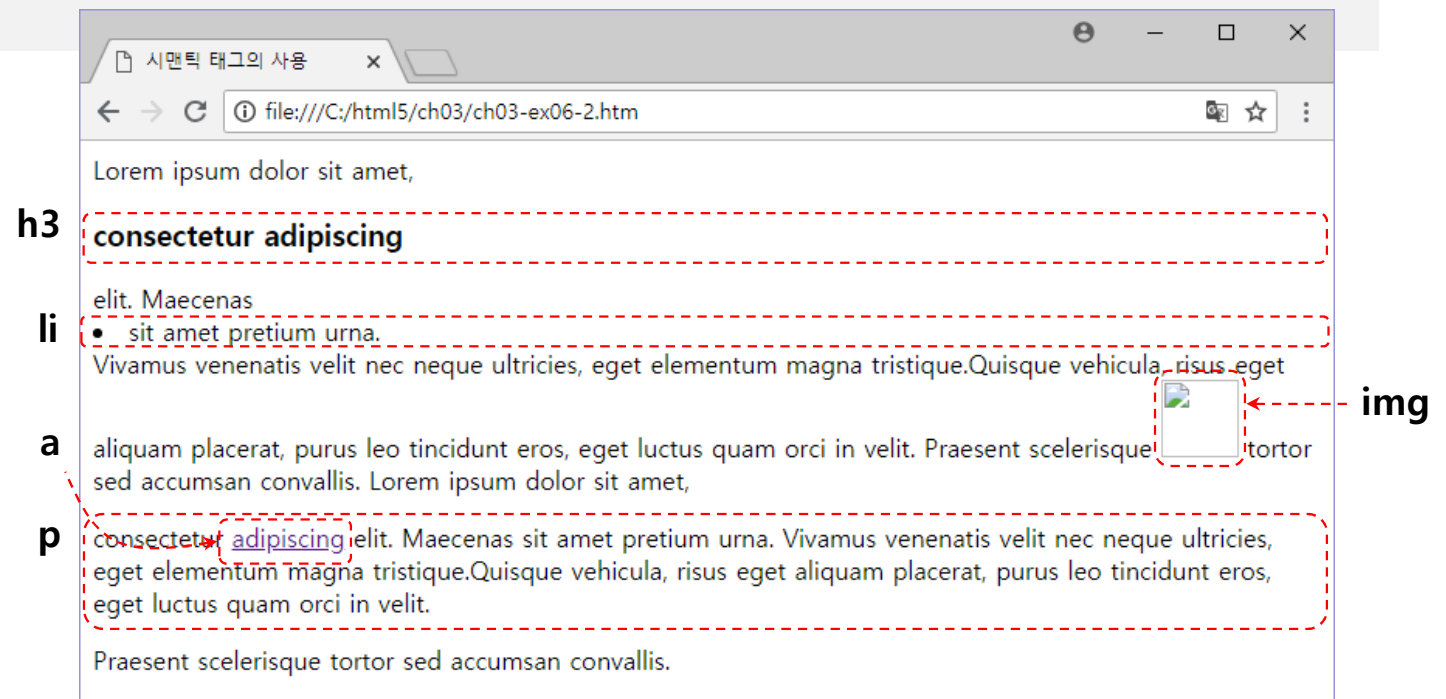 시맨틱 태그의 사용
file:///C:/html5/ch03/ch03-ex06-2.htm
Lorem ipsum dolor sit amet,
h3
consectetur adipiscing
elit. Maecenas
li
• sit amet pretium urna.
Vivamus venenatis velit nec neque ultricies, eget elementum magna tristique.Quisque vehicula, risus eget
img
a
aliquam placerat, purus leo tincidunt eros, eget luctus quam orci in velit. Praesent scelerisque tortor
sed accumsan convallis. Lorem ipsum dolor sit amet,
p
consectetur adipiscing elit. Maecenas sit amet pretium urna. Vivamus venenatis velit nec neque ultricies,
eget elementum magna tristique.Quisque vehicula, risus eget aliquam placerat, purus leo tincidunt eros,
eget luctus quam orci in velit.
Praesent scelerisque tortor sed accumsan convallis.